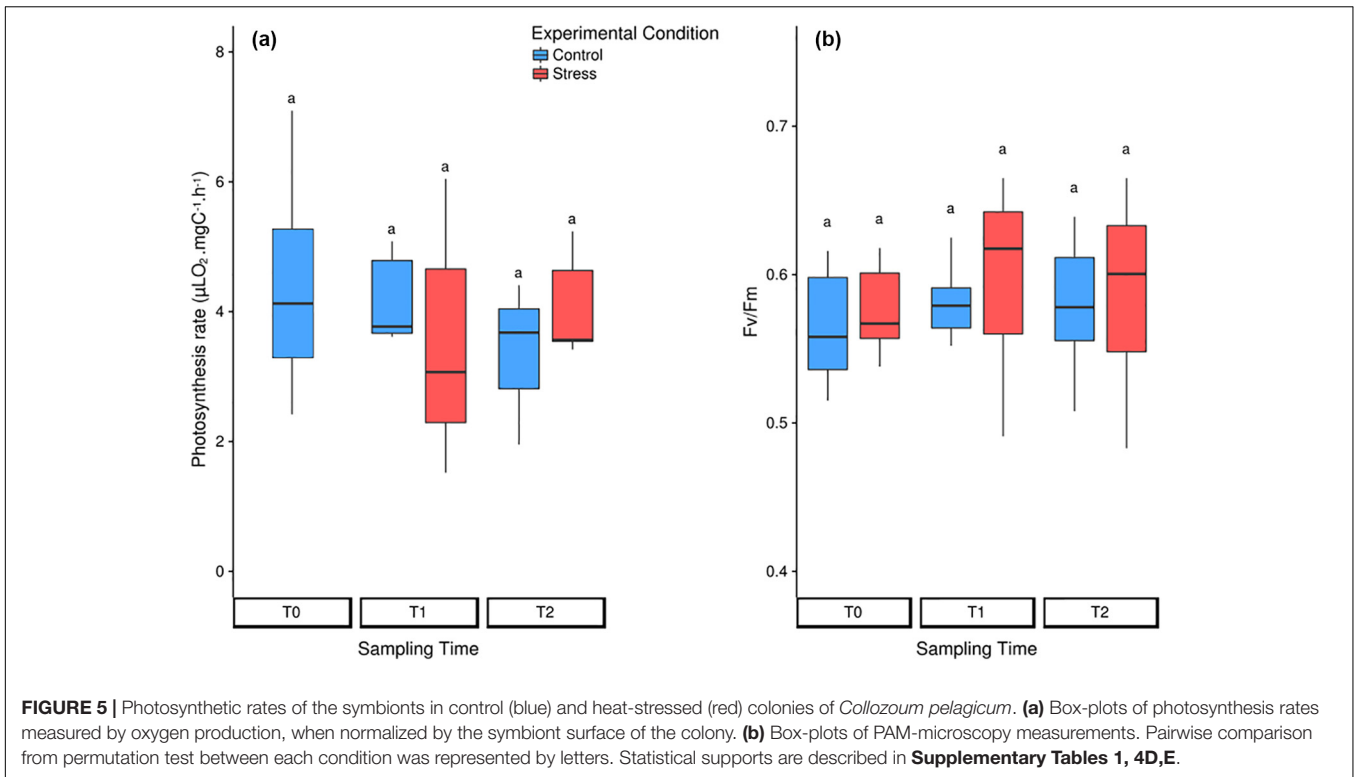 (a)
Experimental Condition
Control
Stress
(b)
8
6
4
2
0
Photosynthesis rate (µLO₂.mgC⁻¹.h⁻¹)
a
a
a
a
a
T0
T1
T2
Sampling Time
0.7
0.6
0.5
0.4
Fv/Fm
a
a
a
a
a
a
T0
T1
T2
Sampling Time
FIGURE 5 | Photosynthetic rates of the symbionts in control (blue) and heat-stressed (red) colonies of Collozoum pelagicum. (a) Box-plots of photosynthesis rates
measured by oxygen production, when normalized by the symbiont surface of the colony. (b) Box-plots of PAM-microscopy measurements. Pairwise comparison
from permutation test between each condition was represented by letters. Statistical supports are described in Supplementary Tables 1, 4D,E.